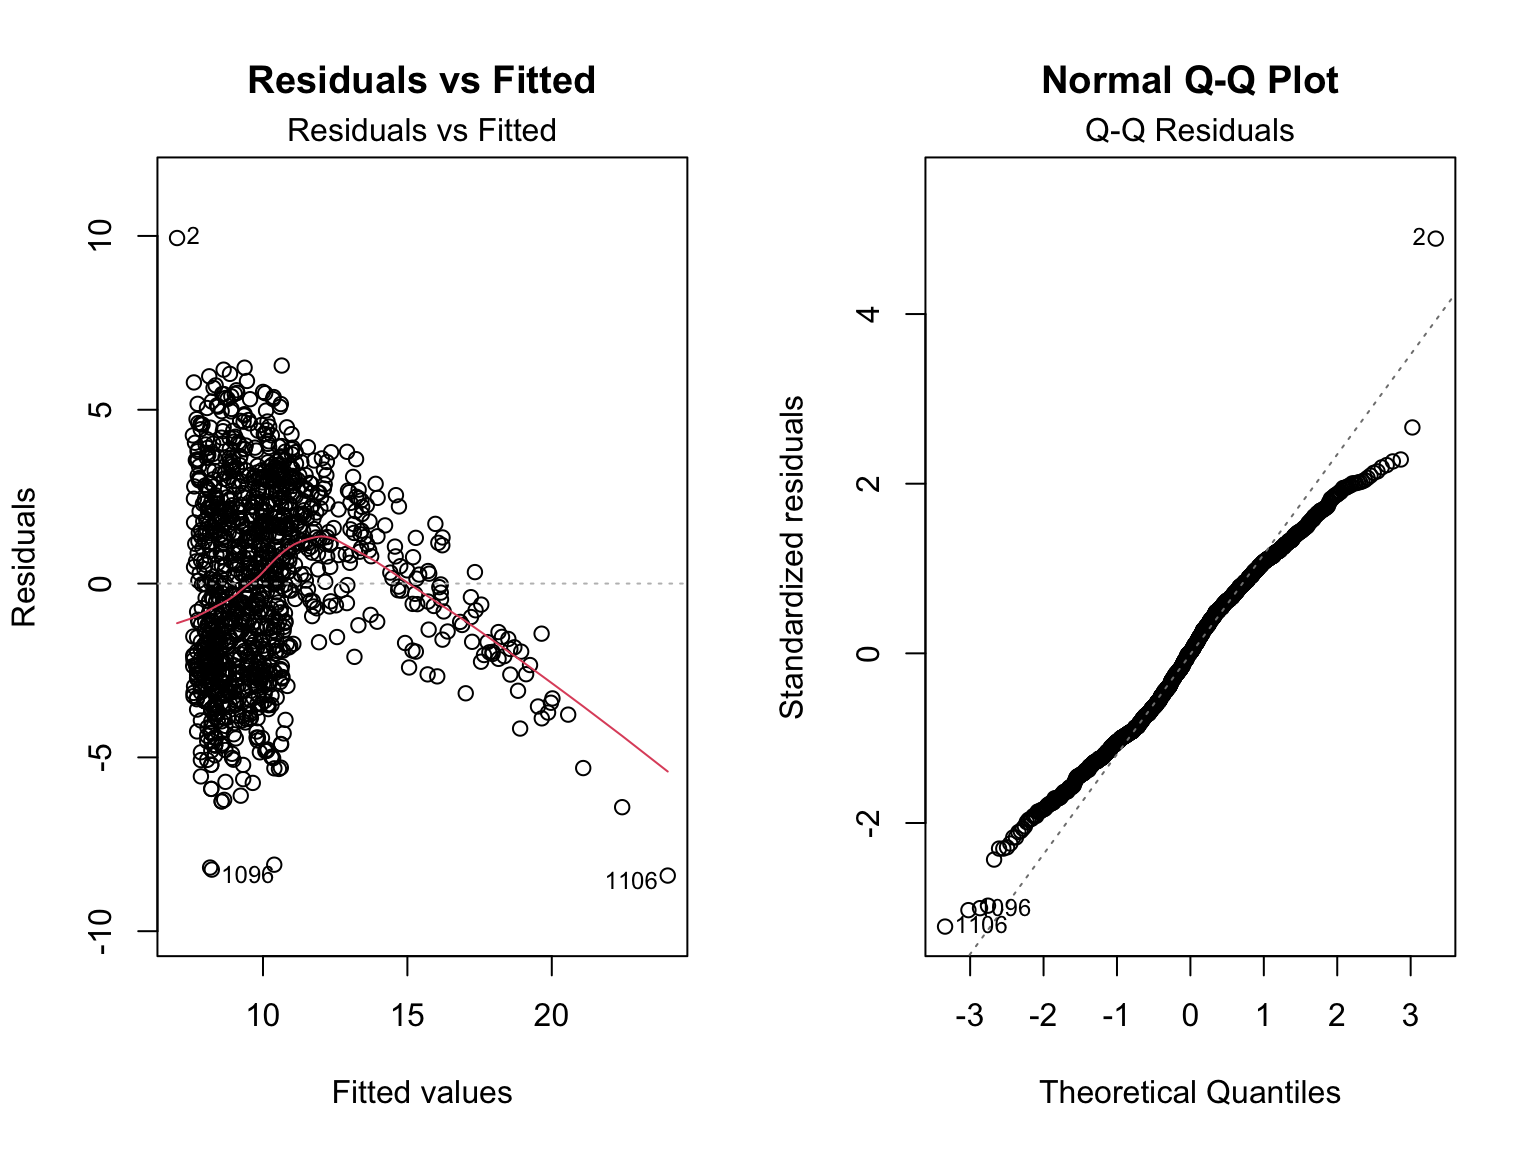 Residuals vs Fitted
Residuals vs Fitted
Residuals
10
5
0
-5
-10
2
1096
1106
10 15 20
Fitted values
Normal Q-Q Plot
Q-Q Residuals
Standardized residuals
4
2
0
-2
2
1096
1106
-3 -2 -1 0 1 2 3
Theoretical Quantiles